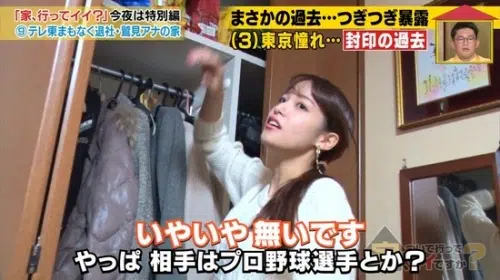 「家、行ってイイ?」今夜は特別編
⑨テレ東まもなく退社・鷲見アナの家
まさかの過去…つぎつぎ暴露
(3)東京憧れ…封印の過去
いやいや 無いです
やっぱ 相手はプロ野球選手とか?